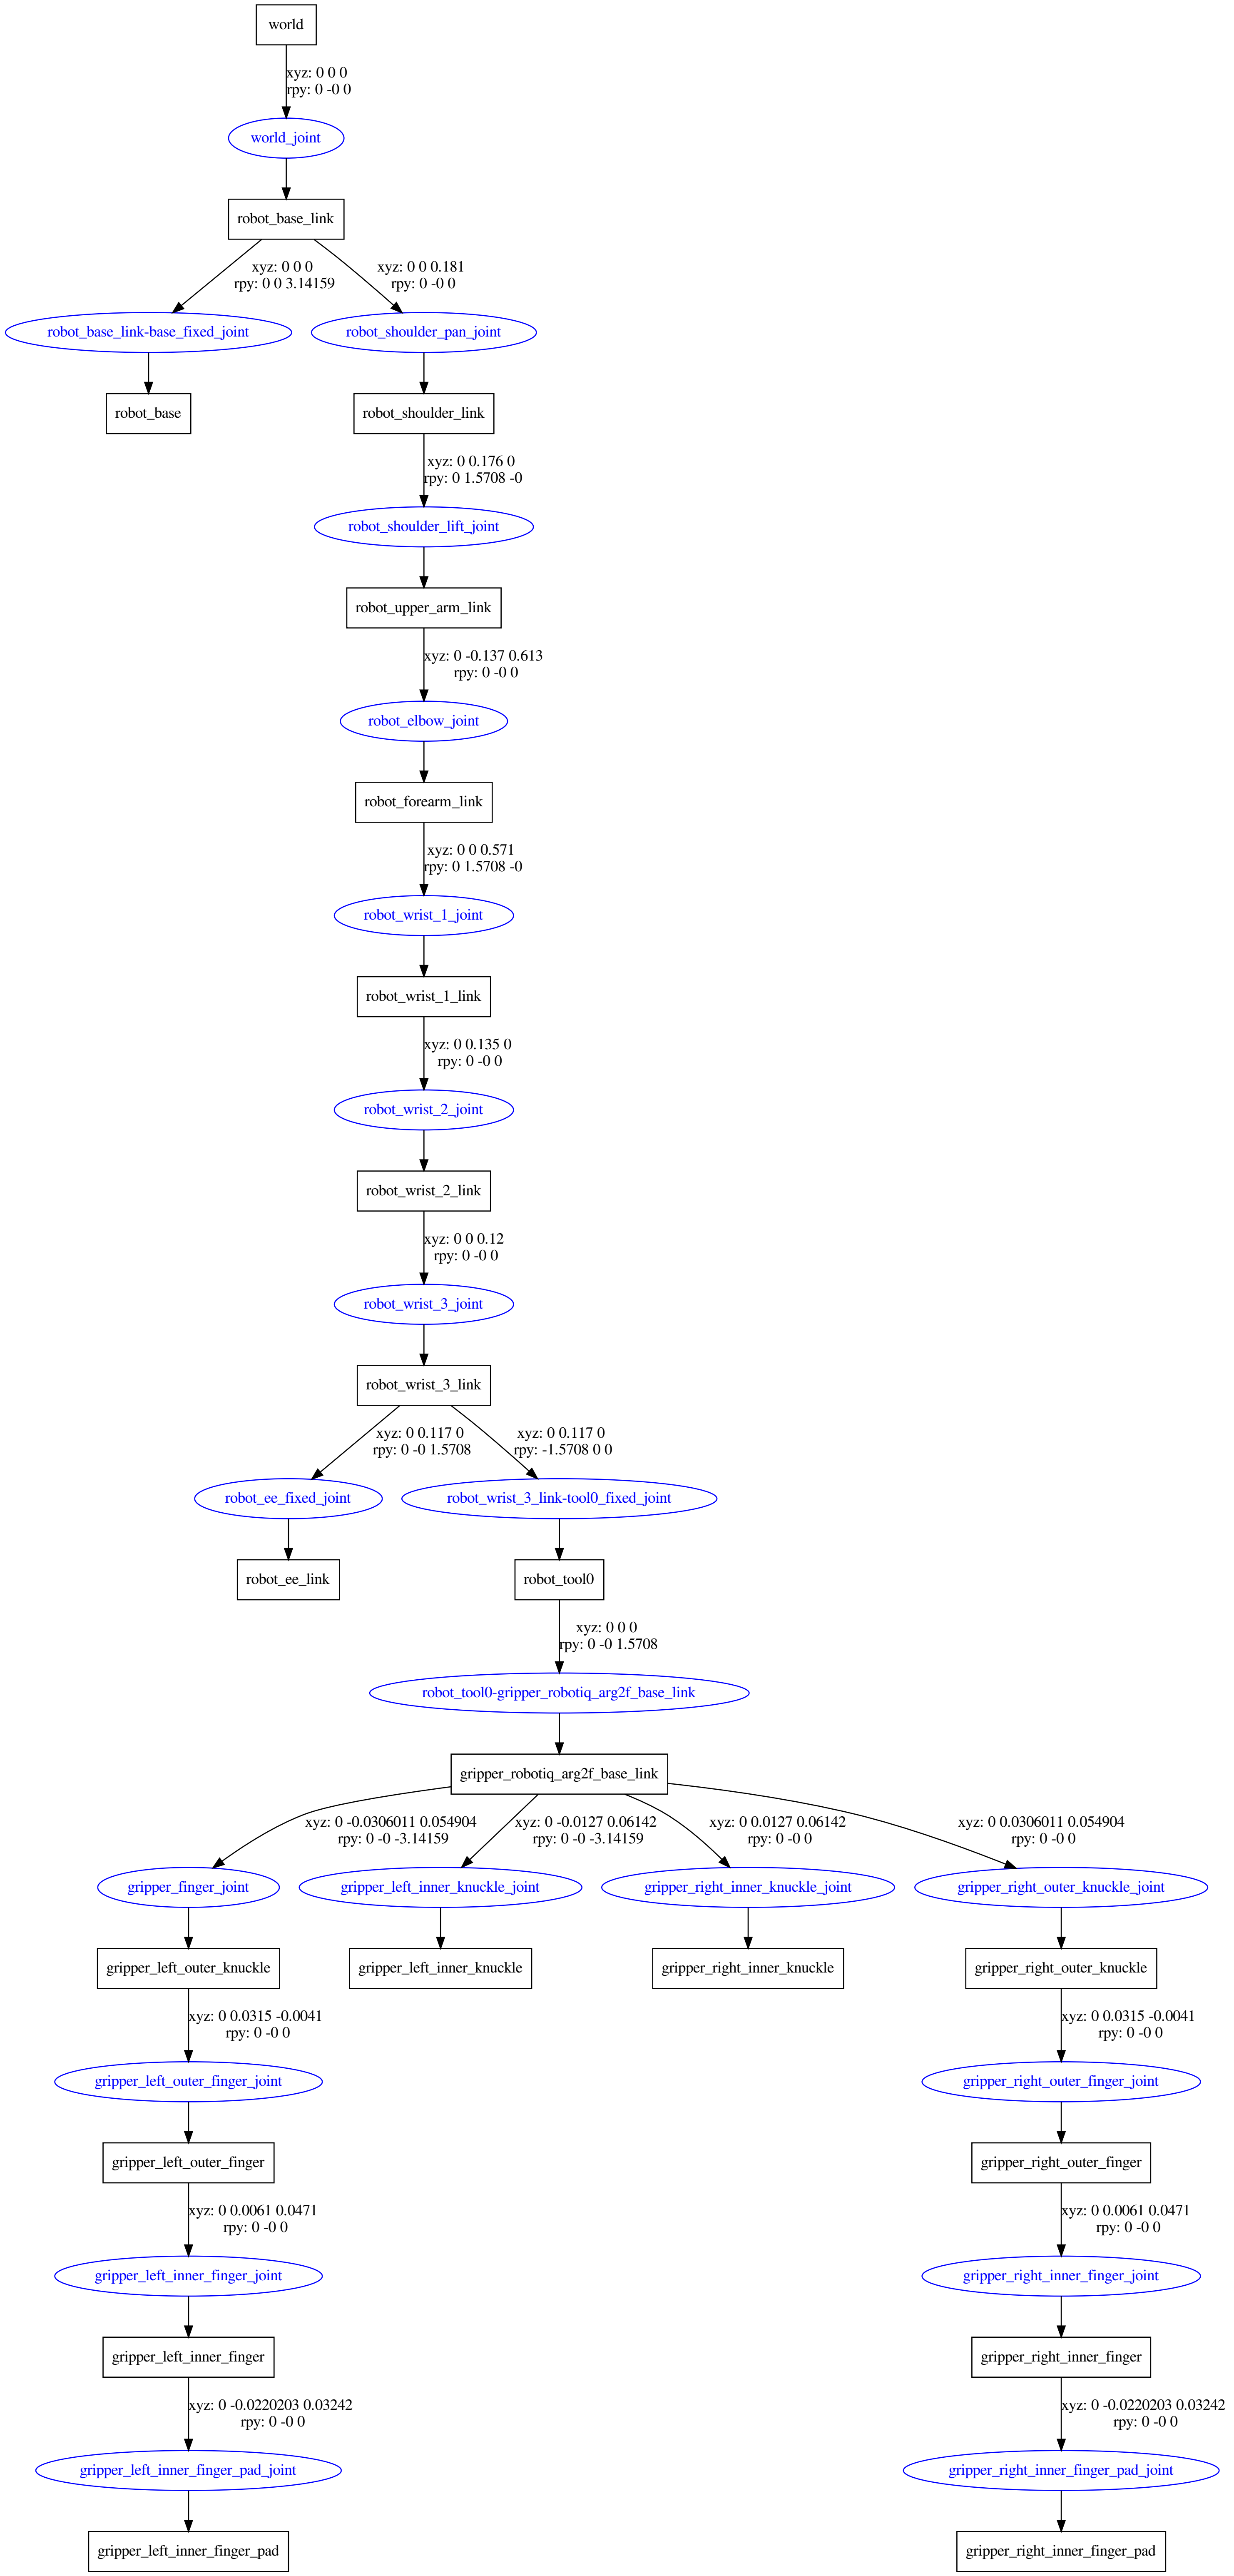 world
xyz: 0 0 0
rpy: 0 -0 0
world_joint
robot_base_link
xyz: 0 0 0
rpy: 0 0 3.14159
xyz: 0 0 0.181
rpy: 0 -0 0
robot_base_link-base_fixed_joint
robot_shoulder_pan_joint
robot_base
robot_shoulder_link
xyz: 0 0.176 0
rpy: 0 1.5708 -0
robot_shoulder_lift_joint
robot_upper_arm_link
xyz: 0 -0.137 0.613
rpy: 0 -0 0
robot_elbow_joint
robot_forearm_link
xyz: 0 0 0.571
rpy: 0 1.5708 -0
robot_wrist_1_joint
robot_wrist_1_link
xyz: 0 0.135 0
rpy: 0 -0 0
robot_wrist_2_joint
robot_wrist_2_link
xyz: 0 0 0.12
rpy: 0 -0 0
robot_wrist_3_joint
robot_wrist_3_link
xyz: 0 0.117 0
rpy: 0 -0 1.5708
xyz: 0 0.117 0
rpy: -1.5708 0 0
robot_ee_fixed_joint
robot_wrist_3_link-tool0_fixed_joint
robot_ee_link
robot_tool0
xyz: 0 0 0
rpy: 0 -0 1.5708
robot_tool0-gripper_robotiq_arg2f_base_link
gripper_robotiq_arg2f_base_link
xyz: 0 -0.0306011 0.054904
rpy: 0 -0 -3.14159
xyz: 0 -0.0127 0.06142
rpy: 0 -0 -3.14159
xyz: 0 0.0127 0.06142
rpy: 0 -0 0
xyz: 0 0.0306011 0.054904
rpy: 0 -0 0
gripper_finger_joint
gripper_left_inner_knuckle_joint
gripper_right_inner_knuckle_joint
gripper_right_outer_knuckle_joint
gripper_left_outer_knuckle
gripper_left_inner_knuckle
gripper_right_inner_knuckle
gripper_right_outer_knuckle
xyz: 0 0.0315 -0.0041
rpy: 0 -0 0
xyz: 0 0.0315 -0.0041
rpy: 0 -0 0
gripper_left_outer_finger_joint
gripper_right_outer_finger_joint
gripper_left_outer_finger
gripper_right_outer_finger
xyz: 0 0.0061 0.0471
rpy: 0 -0 0
xyz: 0 0.0061 0.0471
rpy: 0 -0 0
gripper_left_inner_finger_joint
gripper_right_inner_finger_joint
gripper_left_inner_finger
gripper_right_inner_finger
xyz: 0 -0.0220203 0.03242
rpy: 0 -0 0
xyz: 0 -0.0220203 0.03242
rpy: 0 -0 0
gripper_left_inner_finger_pad_joint
gripper_right_inner_finger_pad_joint
gripper_left_inner_finger_pad
gripper_right_inner_finger_pad